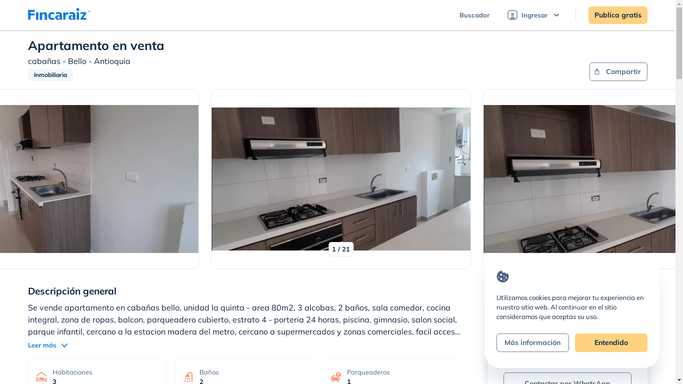 Fincaraiz
Buscador
Ingresar
Publica gratis
Apartamento en venta
cabañas - Bello - Antioquia
Inmobiliaria
Compartir
1 / 21
Descripción general
Se vende apartamento en cabañas bello, unidad la quinta - area 80m2, 3 alcobas, 2 baños, sala comedor, cocina
integral, zona de ropas, balcon, parqueadero cubierto, estrato 4 - porteria 24 horas, piscina, gimnasio, salon social,
parque infantil, cercano a la estacion madera del metro, cercano a supermercados y zonas comerciales, facil acces...
Leer más
Habitaciones
3
Baños
2
Parqueaderos
1
Utilizamos cookies para mejorar tu experiencia en
nuestro sitio web. Al continuar en el sitio
consideramos que aceptas su uso.
Más información
Entendido
Contactar por WhatsApp